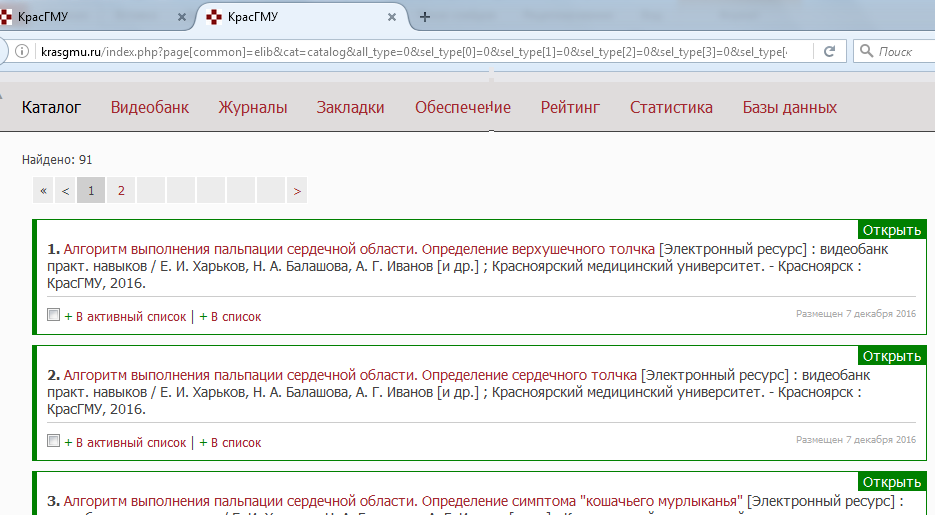 КрасГМУ
КрасГМУ
krasgmu.ru/index.php?page[common]=elib&cat=catalog&all_type=0&sel_type[0]=0&sel_type[1]=0&sel_type[2]=0&sel_type[3]=0&sel_type[
Поиск
Каталог Видеобанк Журналы Закладки Обеспечение Рейтинг Статистика Базы данных
Найдено: 91
« < 1 2 >
Открыть
1. Алгоритм выполнения пальпации сердечной области. Определение верхушечного толчка [Электронный ресурс] : видеобанк
практ. навыков / Е. И. Харьков, Н. А. Балашова, А. Г. Иванов [и др.] ; Красноярский медицинский университет. - Красноярск :
КрасГМУ, 2016.
+ В активный список | + В список
Размещен 7 декабря 2016
Открыть
2. Алгоритм выполнения пальпации сердечной области. Определение сердечного толчка [Электронный ресурс] : видеобанк
практ. навыков / Е. И. Харьков, Н. А. Балашова, А. Г. Иванов [и др.] ; Красноярский медицинский университет. - Красноярск :
КрасГМУ, 2016.
+ В активный список | + В список
Размещен 7 декабря 2016
Открыть
3. Алгоритм выполнения пальпации сердечной области. Определение симптома "кошачьего мурлыканья" [Электронный ресурс] :